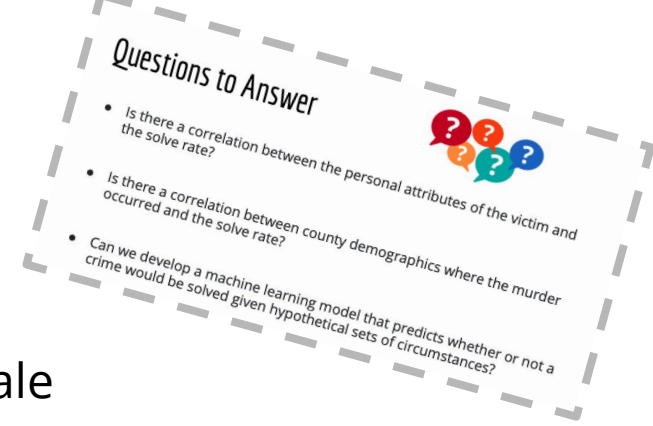 Questions to Answer
? ? ? ? ?
Is there a correlation between the personal attributes of the victim and
the solve rate?
Is there a correlation between county demographics where the murder
occurred and the solve rate?
Can we develop a machine learning model that predicts whether or not a
crime would be solved given hypothetical sets of circumstances?
ale